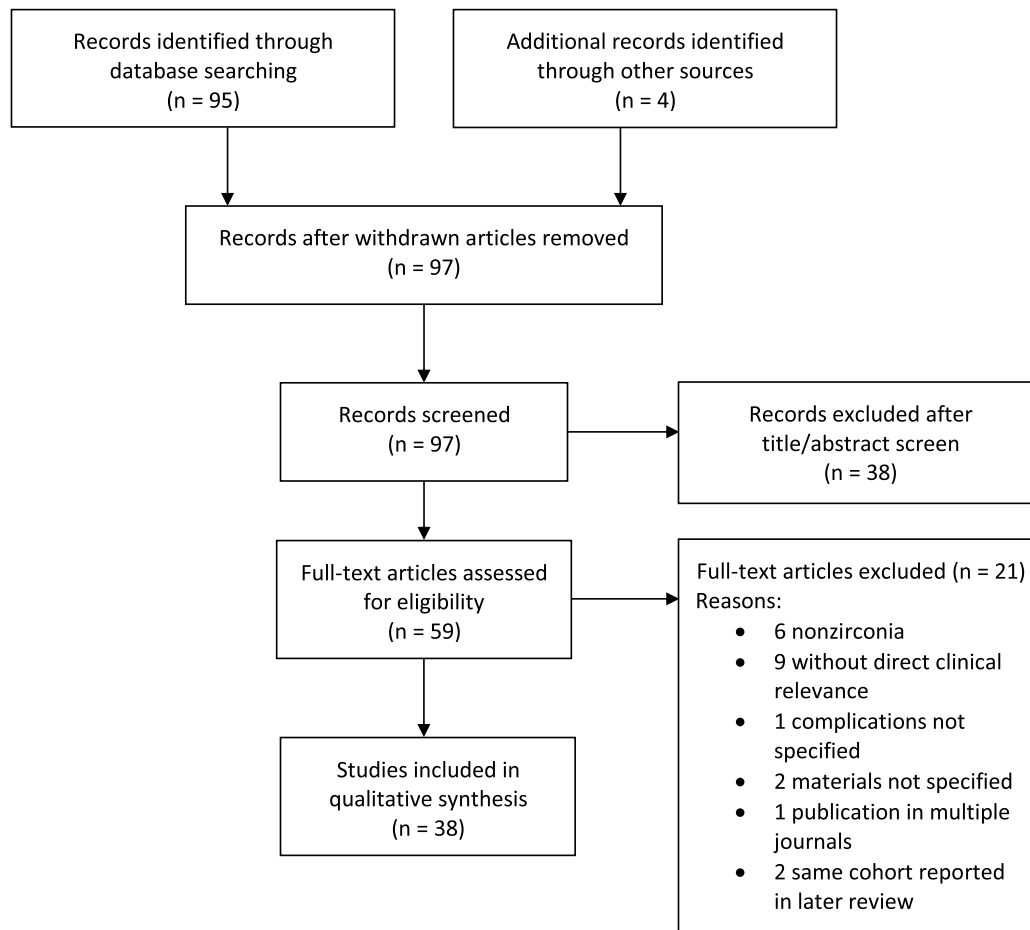 Records identified through
database searching
(n = 95)
Additional records identified
through other sources
(n = 4)
Records after withdrawn articles removed
(n = 97)
Records screened
(n = 97)
Records excluded after
title/abstract screen
(n = 38)
Full-text articles assessed
for eligibility
(n = 59)
Full-text articles excluded (n = 21)
Reasons:
• 6 nonzirconia
• 9 without direct clinical
relevance
• 1 complications not
specified
• 2 materials not specified
• 1 publication in multiple
journals
• 2 same cohort reported
in later review
Studies included in
qualitative synthesis
(n = 38)